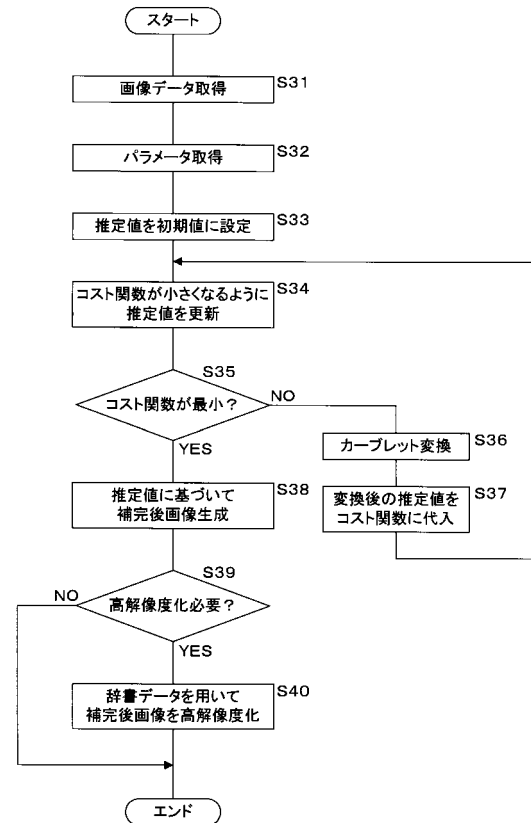 スタート
画像データ取得
S31
パラメータ取得
S32
推定値を初期値に設定
S33
コスト関数が小さくなるように
推定値を更新
S34
S35
コスト関数が最小?
NO
YES
カーブレット変換
S36
変換後の推定値を
コスト関数に代入
S37
推定値に基づいて
補完後画像生成
S38
S39
高解像度化必要?
NO
YES
辞書データを用いて
補完後画像を高解像度化
S40
エンド